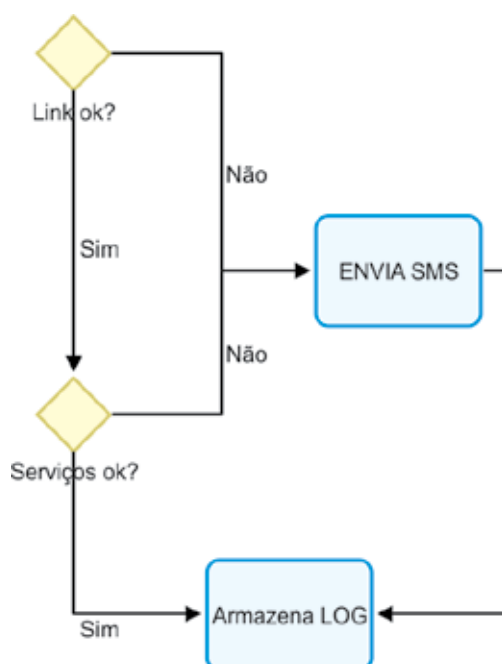 Link ok?
Não
Sim
ENVIA SMS
Não
Serviços ok?
Armazena LOG
Sim